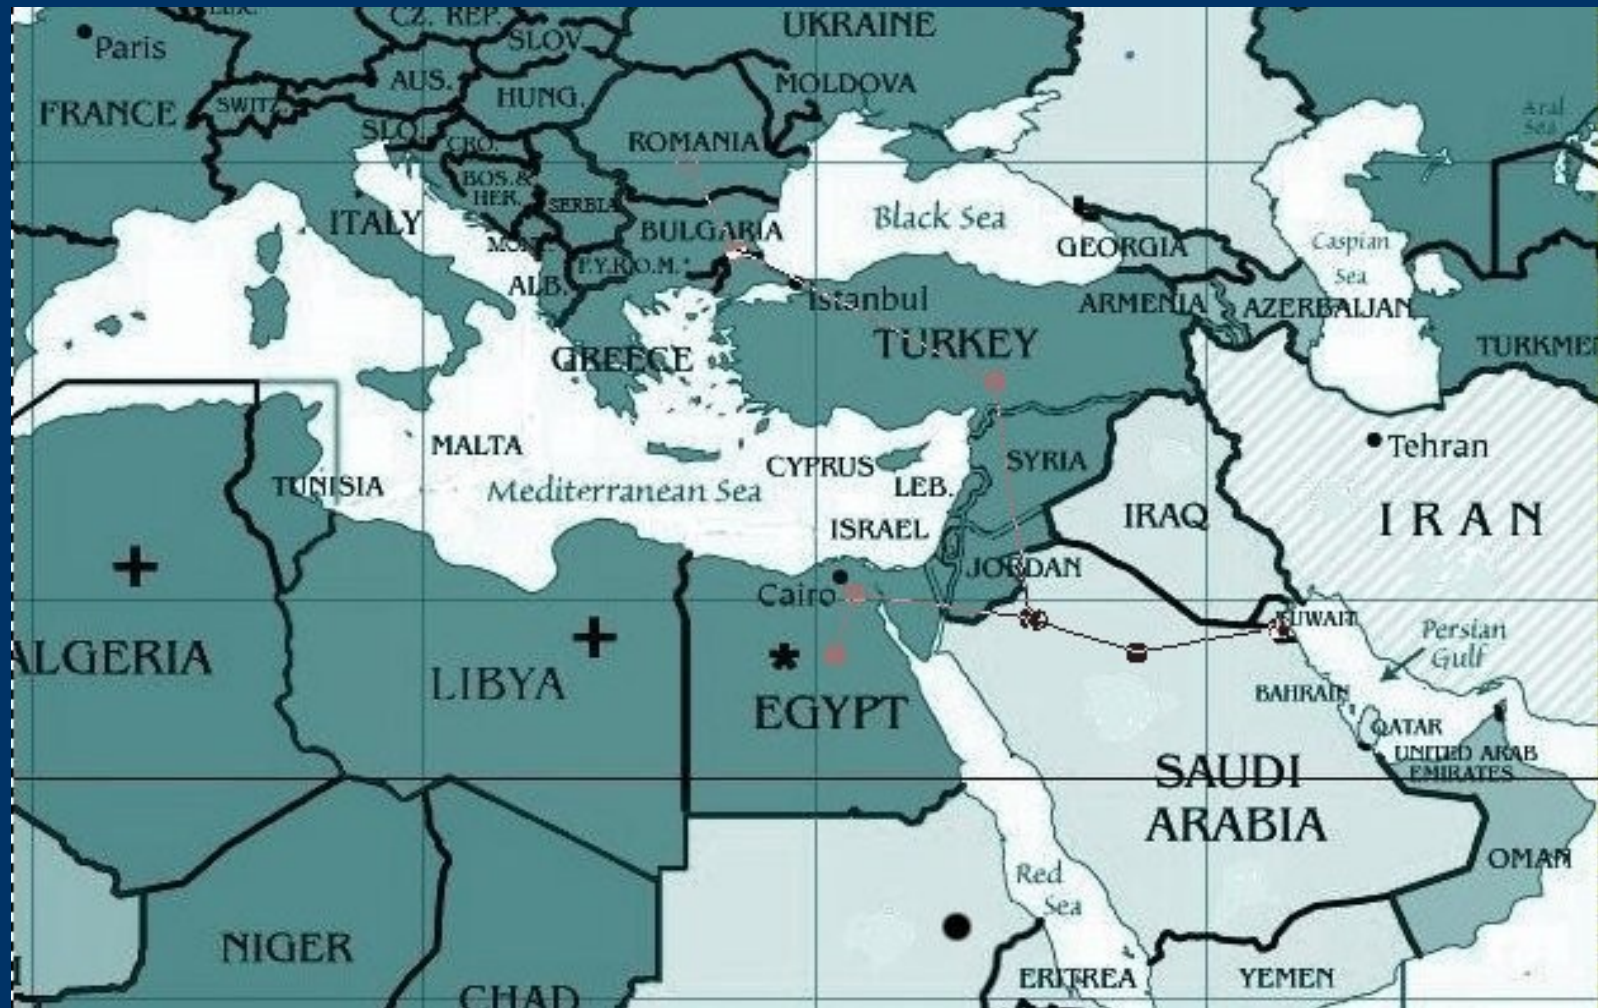 CZ. REP.
UKRAINE
Paris
SLOV
AUS.
MOLDOVA
FRANCE
SWITZ.
HUNG.
Aral
Sea
SLO.
CRO.
ROMANIA
BOS. &
HER.
SERBIA
ITALY
BULGARIA
Black Sea
GEORGIA
Caspian
Sea
F.Y.R.O.M.
ALB.
Istanbul
ARMENIA
AZERBAIJAN
GREECE
TURKEY
TURKMEN
MALTA
Tehran
TUNISIA
Mediterranean Sea
CYPRUS
SYRIA
LEB.
ISRAEL
IRAQ
IRAN
JORDAN
Cairo
KUWAIT
Persian
Gulf
ALGERIA
LIBYA
EGYPT
BAHRAIN
QATAR
UNITED ARAB
EMIRATES
SAUDI
ARABIA
OMAN
Red
Sea
NIGER
CHAD
ERITREA
YEMEN